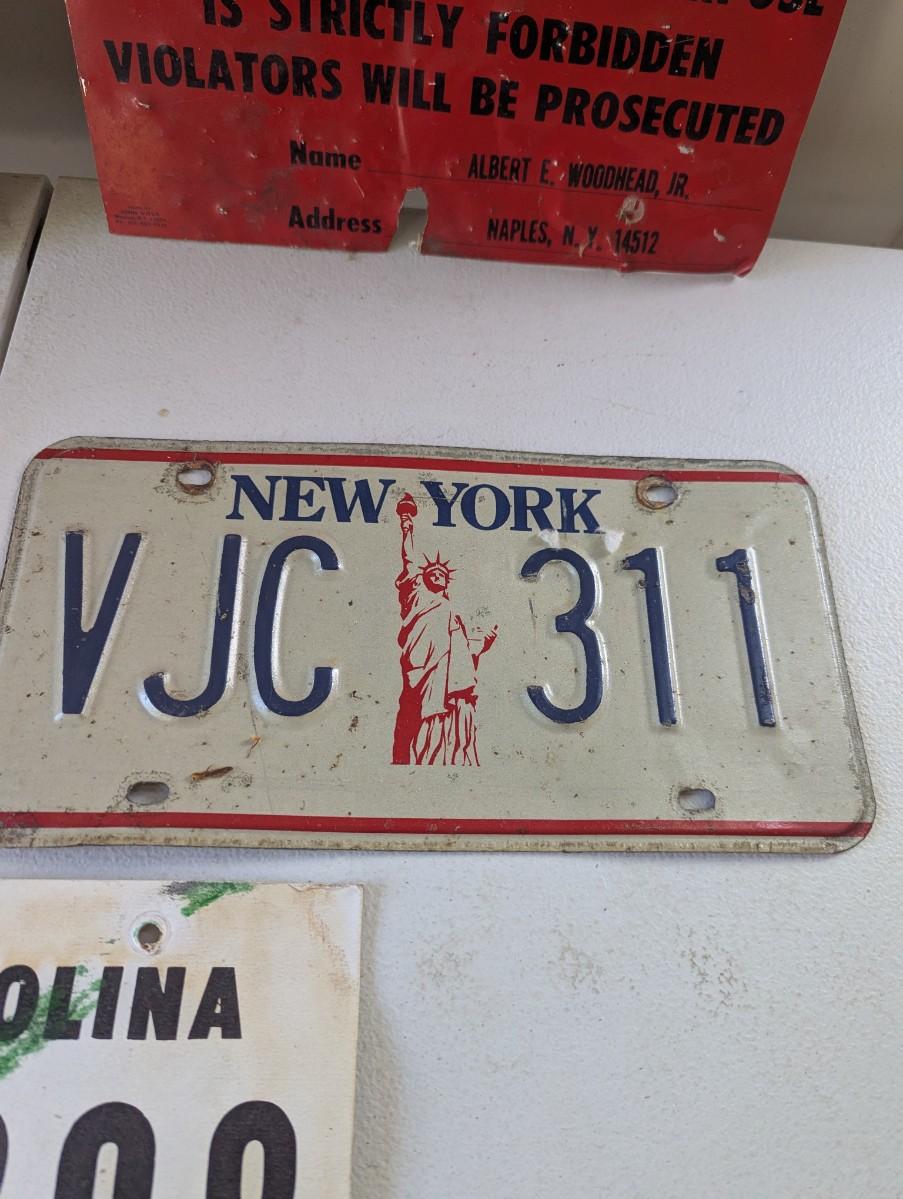 IS STRICTLY FORBIDDEN
VIOLATORS WILL BE PROSECUTED
Name ALBERT E. WOODHEAD, JR.
Address NAPLES, N. Y. 14512
NEW YORK
VJC 311
OLINA